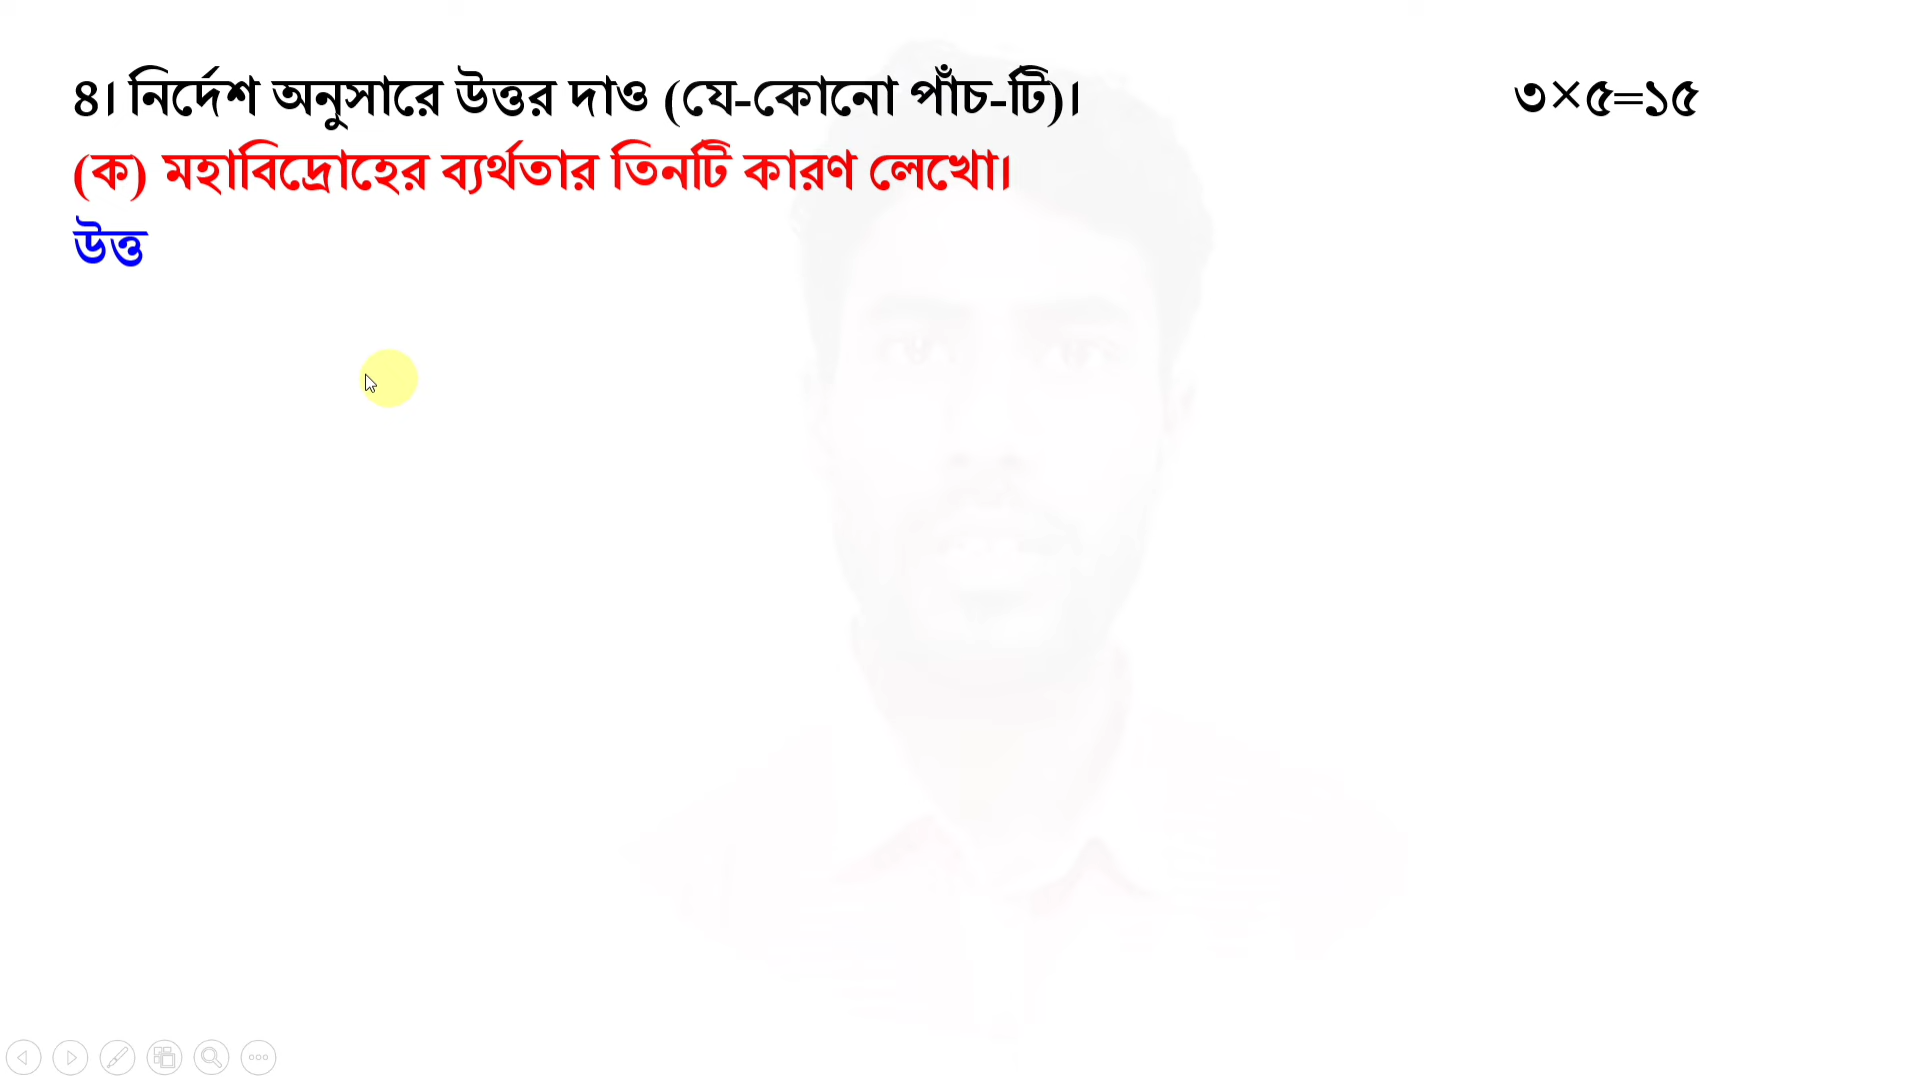 ৪। নির্দেশ অনুসারে উত্তর দাও (যে-কোনো পাঁচ-টি)। ৩×৫=১৫
(ক) মহাবিদ্রোহের ব্যর্থতার তিনটি কারণ লেখো।
উত্ত